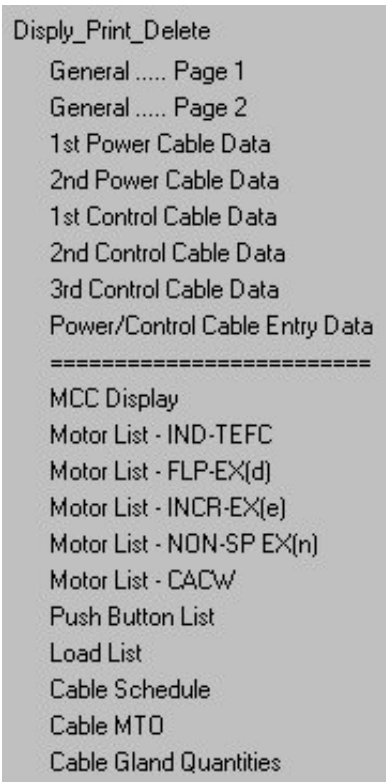 Disply_Print_Delete
General ..... Page 1
General ..... Page 2
1st Power Cable Data
2nd Power Cable Data
1st Control Cable Data
2nd Control Cable Data
3rd Control Cable Data
Power/Control Cable Entry Data
=========================
MCC Display
Motor List - IND-TEFC
Motor List - FLP-EX(d)
Motor List - INCR-EX(e)
Motor List - NON-SP EX(n)
Motor List - CACW
Push Button List
Load List
Cable Schedule
Cable MTO
Cable Gland Quantities